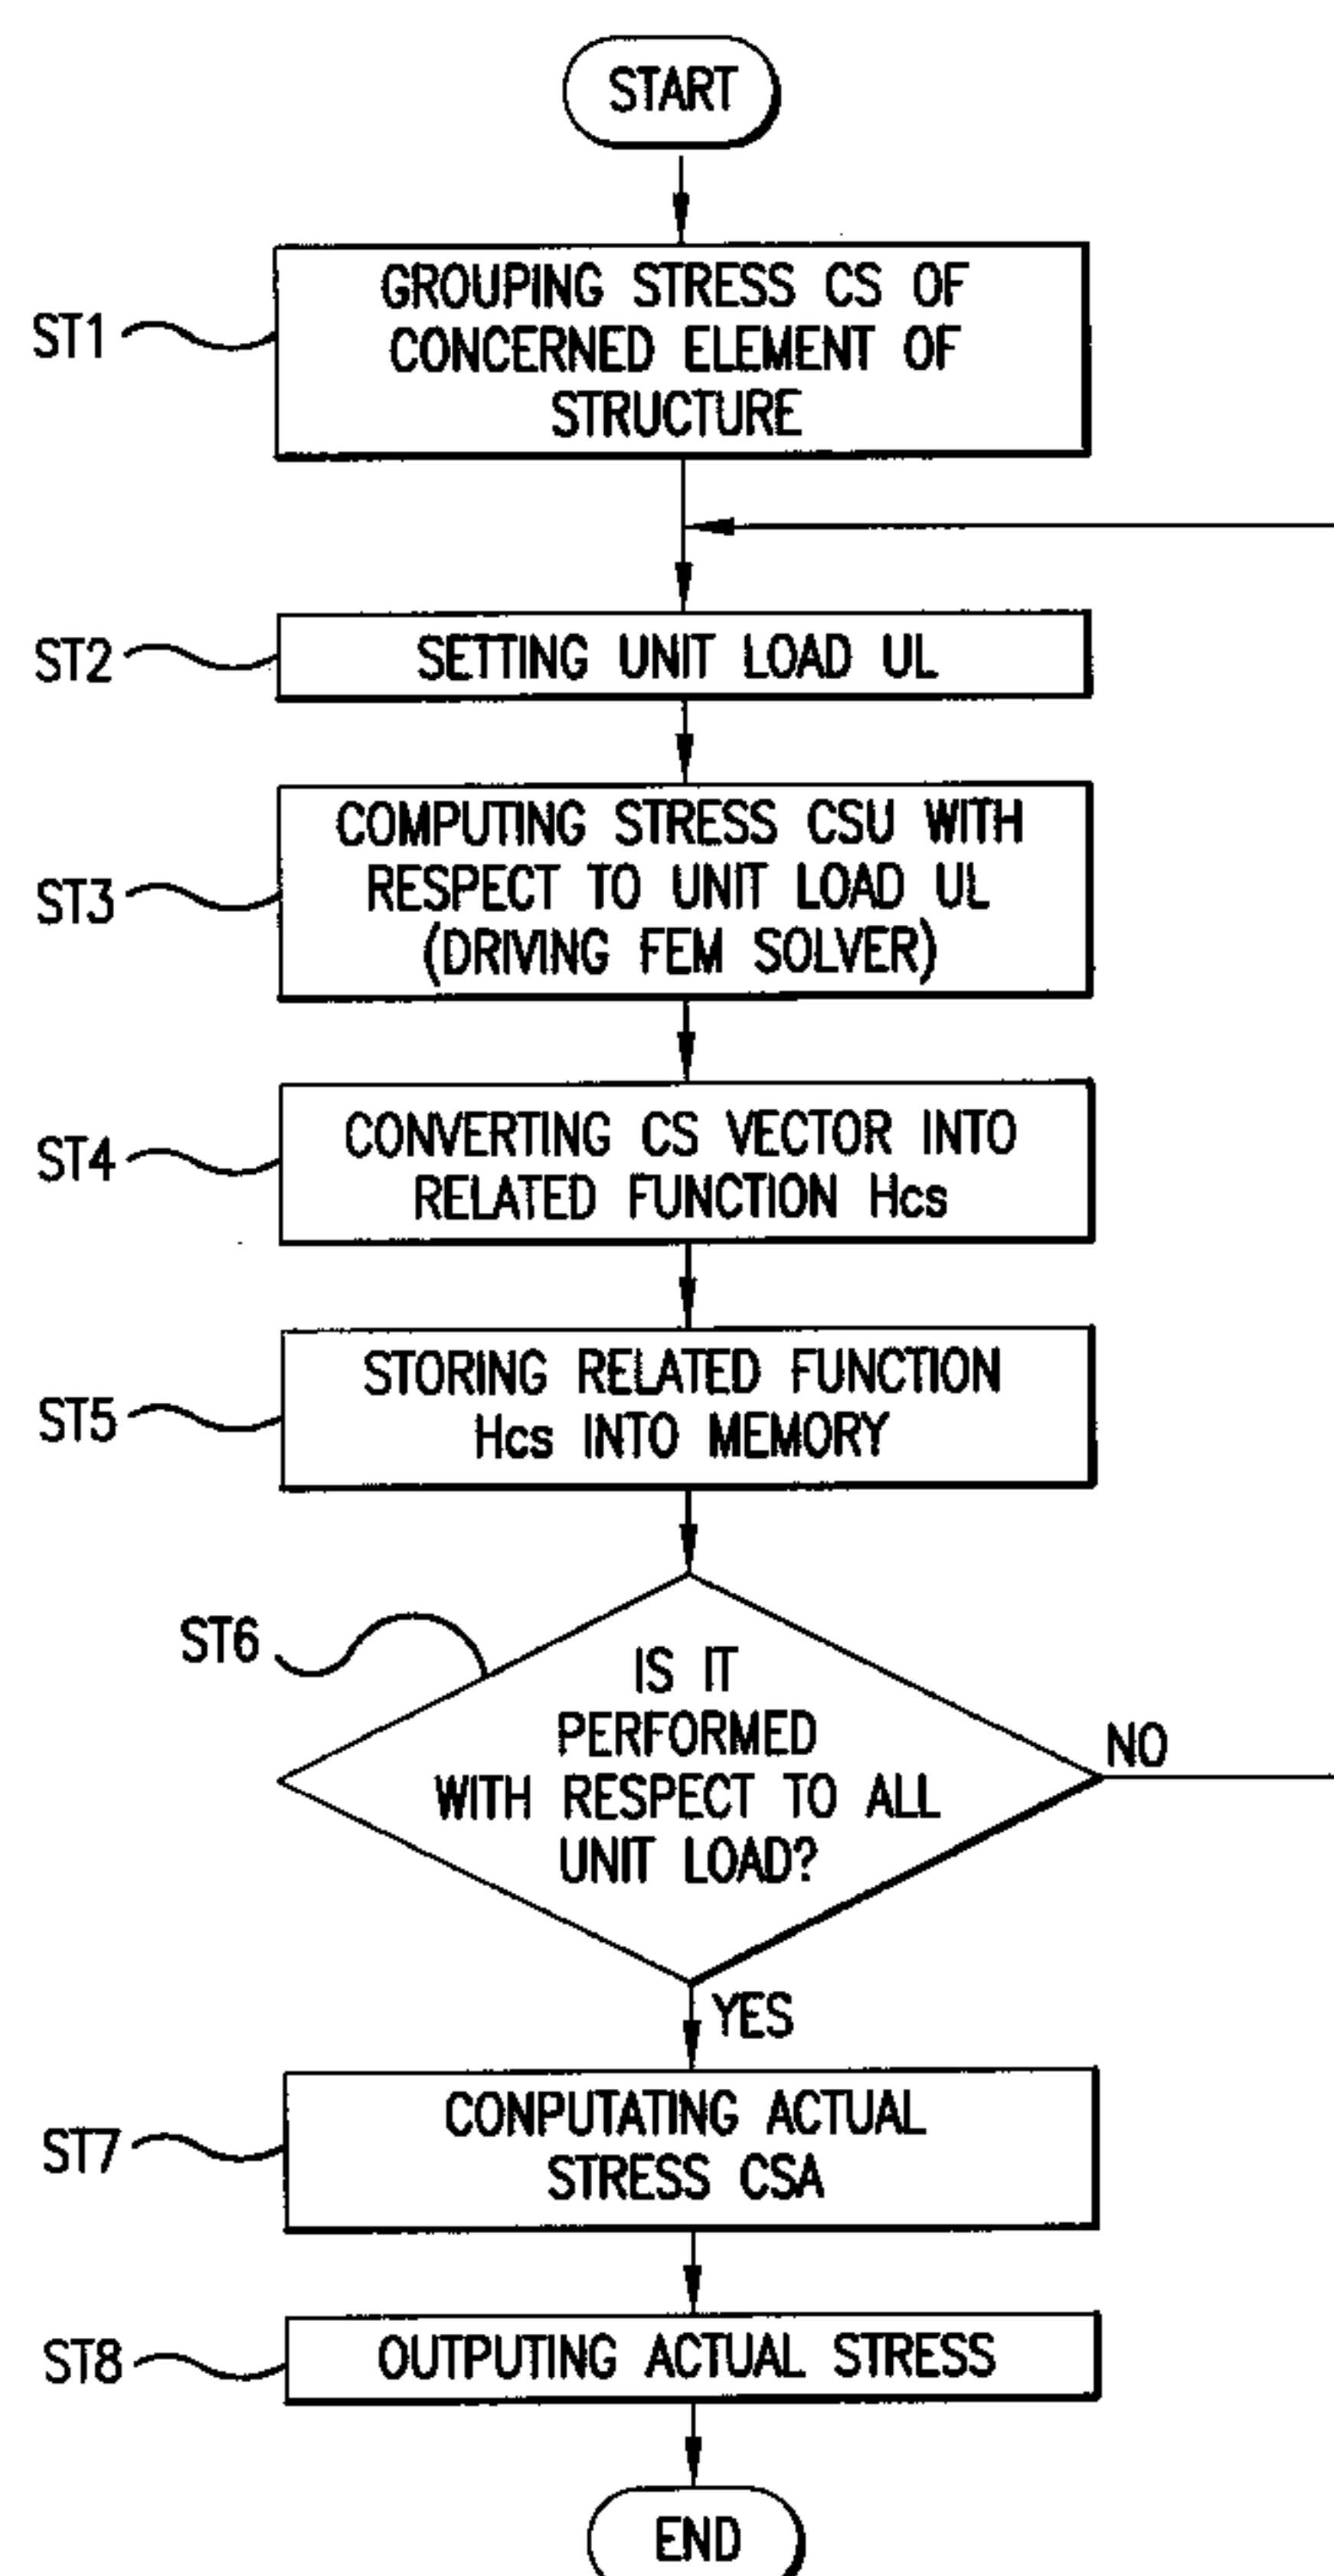 START
ST1
GROUPING STRESS CS OF
CONCERNED ELEMENT OF
STRUCTURE
ST2
SETTING UNIT LOAD UL
ST3
COMPUTING STRESS CSU WITH
RESPECT TO UNIT LOAD UL
(DRIVING FEM SOLVER)
ST4
CONVERTING CS VECTOR INTO
RELATED FUNCTION Hcs
ST5
STORING RELATED FUNCTION
Hcs INTO MEMORY
ST6
IS IT
PERFORMED
WITH RESPECT TO ALL
UNIT LOAD?
NO
YES
ST7
CONPUTATING ACTUAL
STRESS CSA
ST8
OUTPUTING ACTUAL STRESS
END